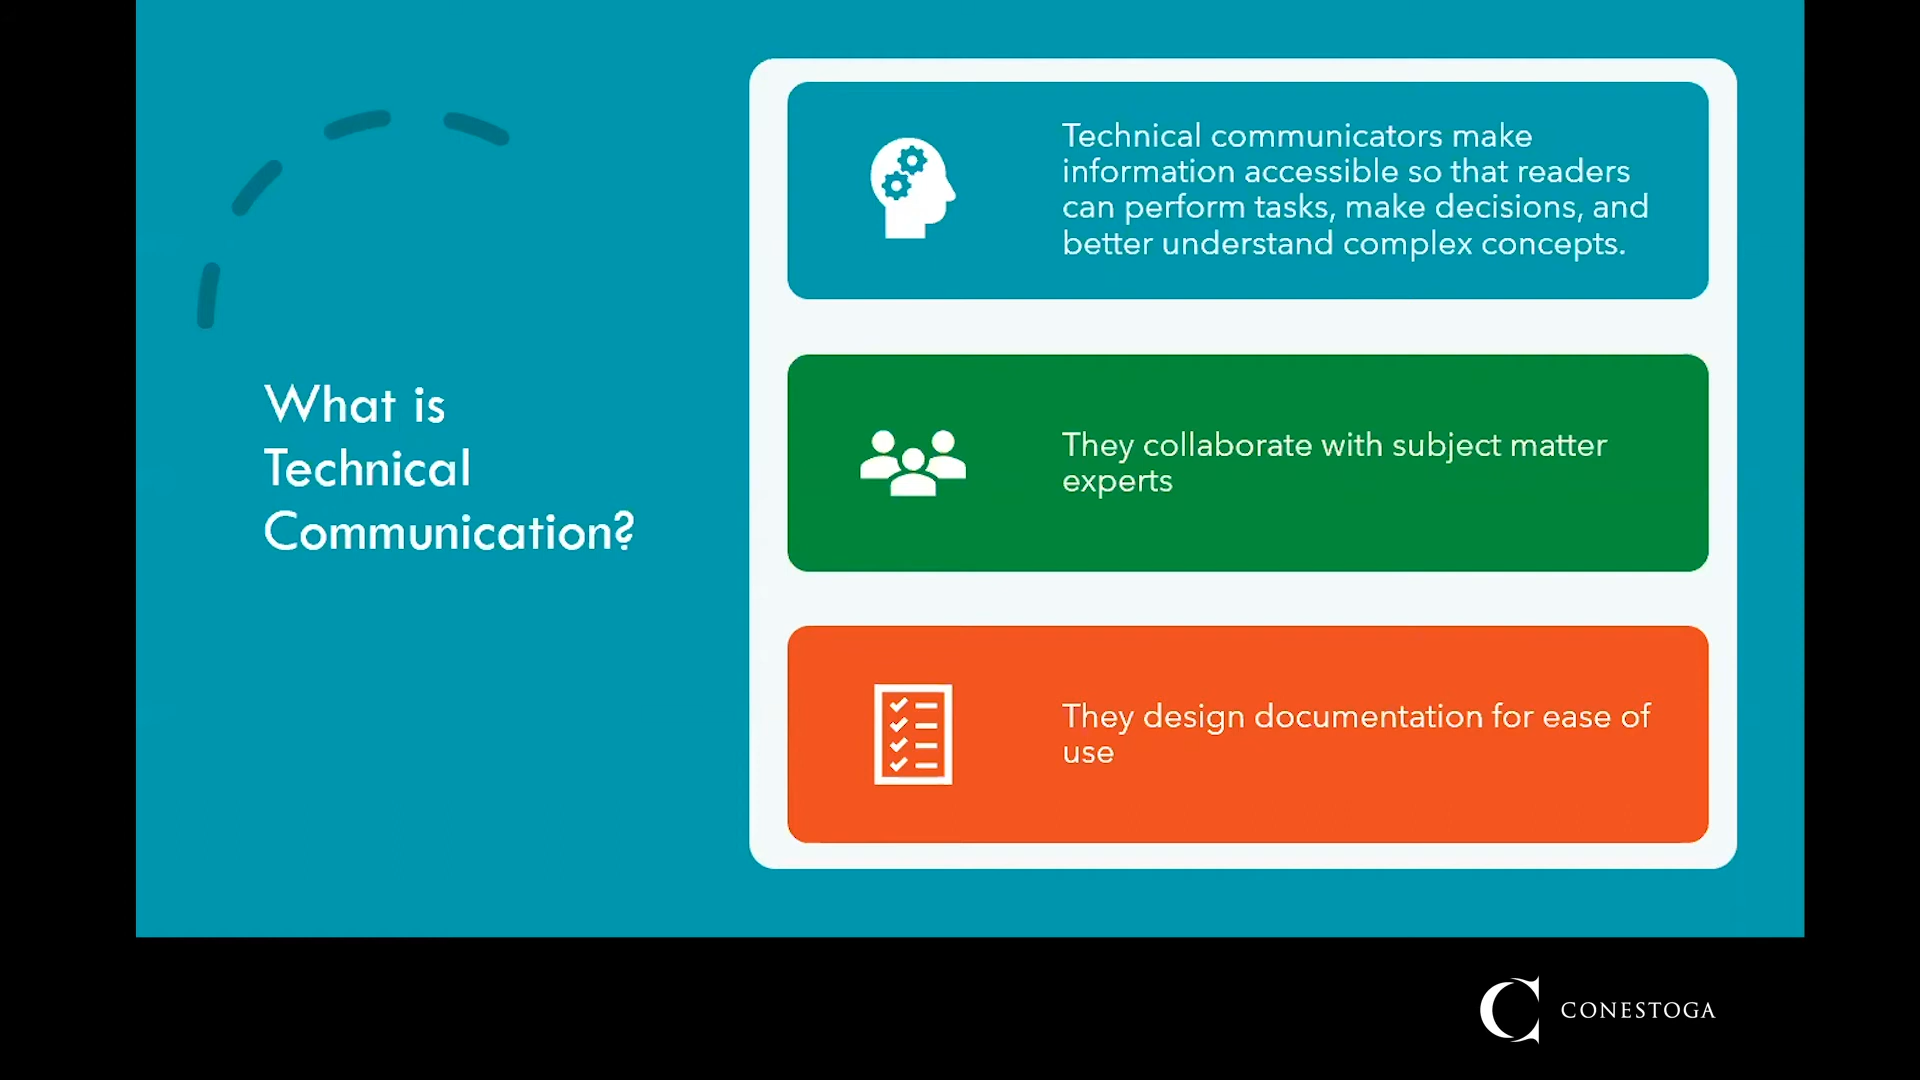 What is
Technical
Communication?
Technical communicators make
information accessible so that readers
can perform tasks, make decisions, and
better understand complex concepts.
They collaborate with subject matter
experts
They design documentation for ease of
use
CONESTOGA